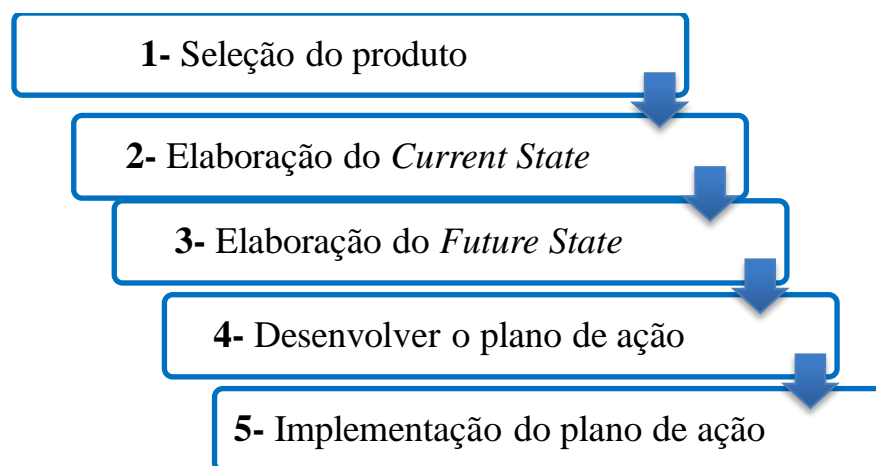 1- Seleção do produto
2- Elaboração do Current State
3- Elaboração do Future State
4- Desenvolver o plano de ação
5- Implementação do plano de ação